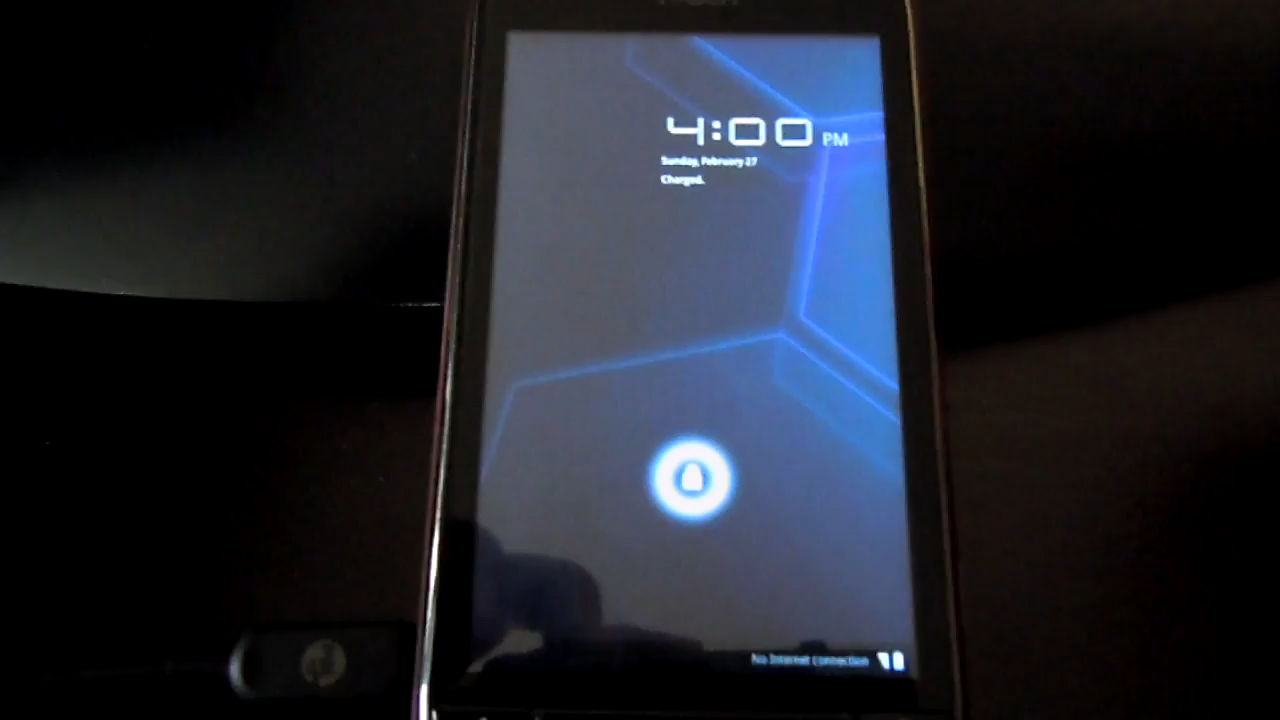 4:00 PM
Sunday, February 27
Charged.
No Internet connection